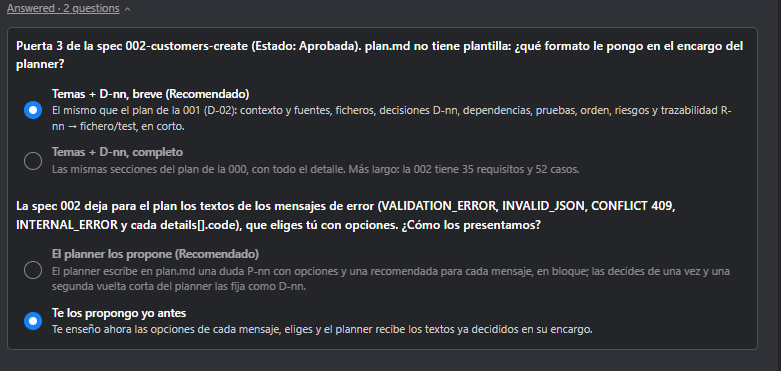 Answered · 2 questions
Puerta 3 de la spec 002-customers-create (Estado: Aprobada). plan.md no tiene plantilla: ¿qué formato le pongo en el encargo del
planner?
Temas + D-nn, breve (Recomendado)
El mismo que el plan de la 001 (D-02): contexto y fuentes, ficheros, decisiones D-nn, dependencias, pruebas, orden, riesgos y trazabilidad R-
nn → fichero/test, en corto.
Temas + D-nn, completo
Las mismas secciones del plan de la 000, con todo el detalle. Más largo: la 002 tiene 35 requisitos y 52 casos.
La spec 002 deja para el plan los textos de los mensajes de error (VALIDATION_ERROR, INVALID_JSON, CONFLICT 409,
INTERNAL_ERROR y cada details[].code), que eliges tú con opciones. ¿Cómo los presentamos?
El planner los propone (Recomendado)
El planner escribe en plan.md una duda P-nn con opciones y una recomendada para cada mensaje, en bloque; las decides de una vez y una
segunda vuelta corta del planner las fija como D-nn.
Te los propongo yo antes
Te enseño ahora las opciones de cada mensaje, eliges y el planner recibe los textos ya decididos en su encargo.